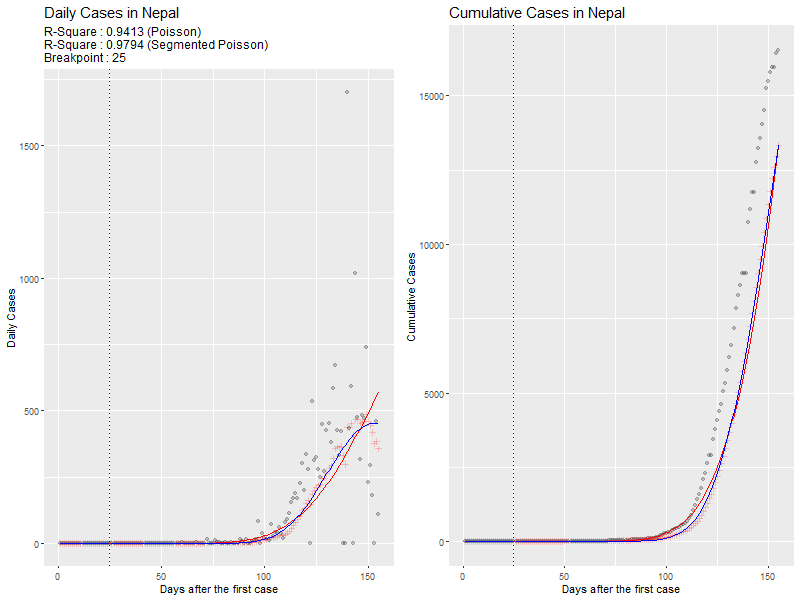 Daily Cases in Nepal
R-Square : 0.9413 (Poisson)
R-Square : 0.9794 (Segmented Poisson)
Breakpoint : 25
Daily Cases
1500
1000
500
0
0 50 100 150
Days after the first case
Cumulative Cases in Nepal
Cumulative Cases
15000
10000
5000
0
0 50 100 150
Days after the first case